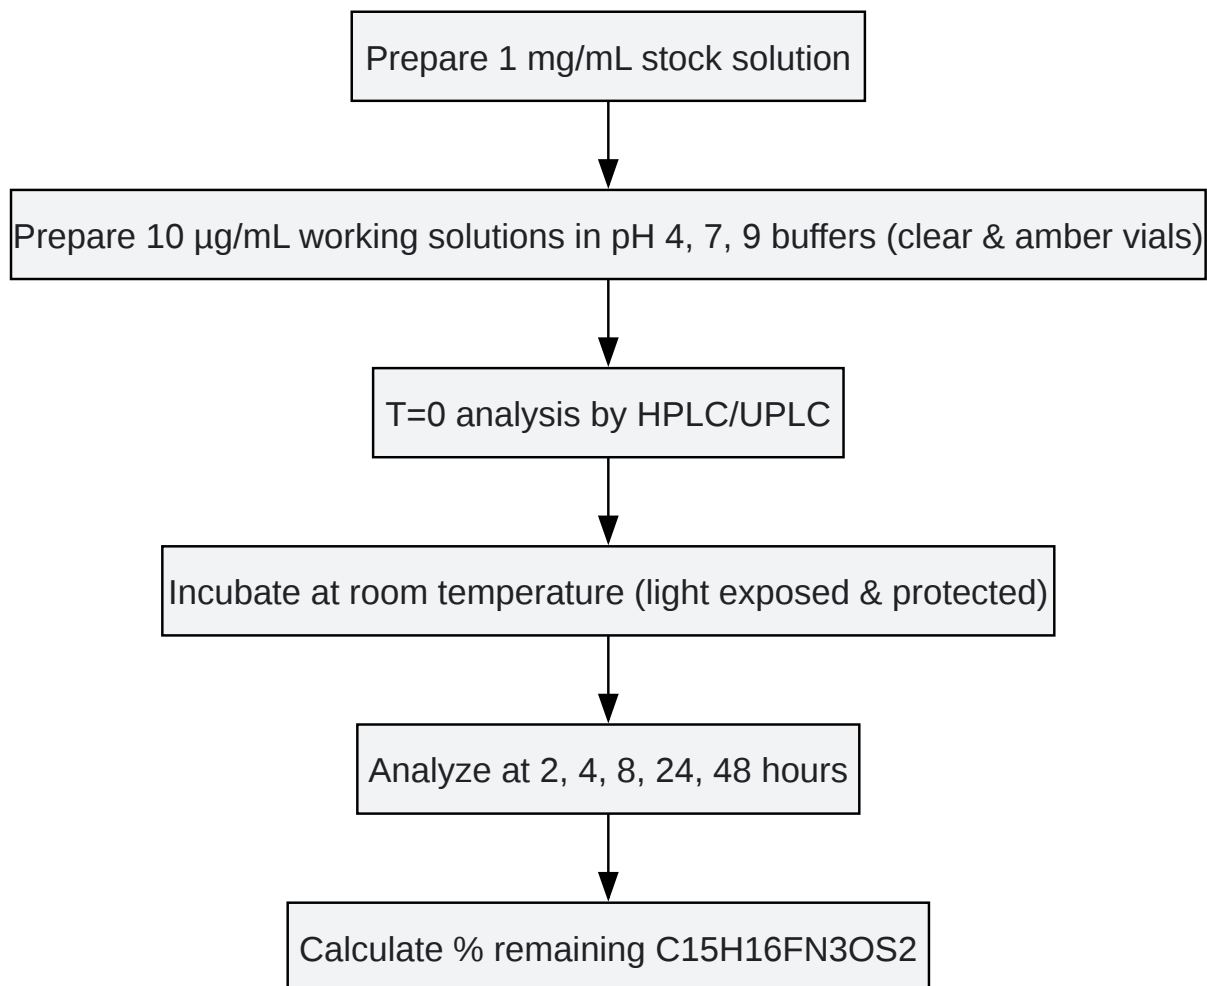 Prepare 1 mg/mL stock solution
Prepare 10 µg/mL working solutions in pH 4, 7, 9 buffers (clear & amber vials)
T=0 analysis by HPLC/UPLC
Incubate at room temperature (light exposed & protected)
Analyze at 2, 4, 8, 24, 48 hours
Calculate % remaining C15H16FN3OS2